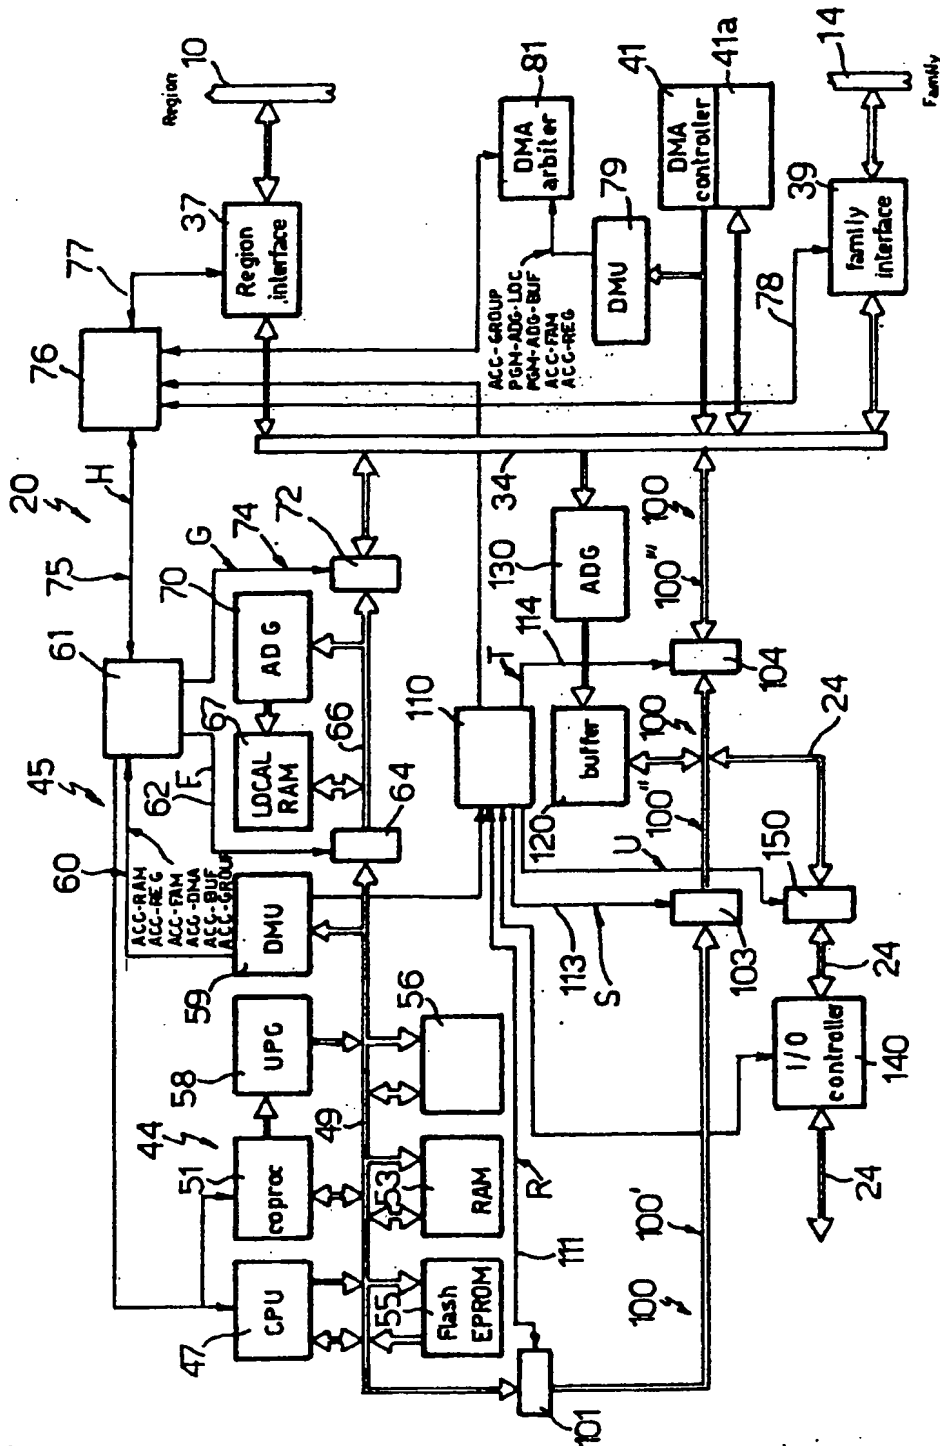 45
20
60
61
75
H
76
77
Region
10
ACC-RAM
ACC-REG
ACC-FAM
ACC-DMA
ACC-BUF
ACC-GROUP
62
E
G
44
47
51
58
59
67
70
74
72
37
CPU
coproc
UPG
DMU
LOCAL
RAM
ADG
Region
interface
49
66
64
55
53
56
Flash
EPROM
RAM
110
34
ACC-GROUP
PGM-ADG-LOC
PGM-ADG-BUF
ACC-FAM
ACC-REG
DMA
arbiter
81
T
130
114
ADG
DMU
79
101
111
R
113
S
120
buffer
U
41
DMA
controller
41a
100
100'
100
100''
100
100'''
103
104
150
24
24
24
I/O
controller
140
78
family
interface
39
14
Family